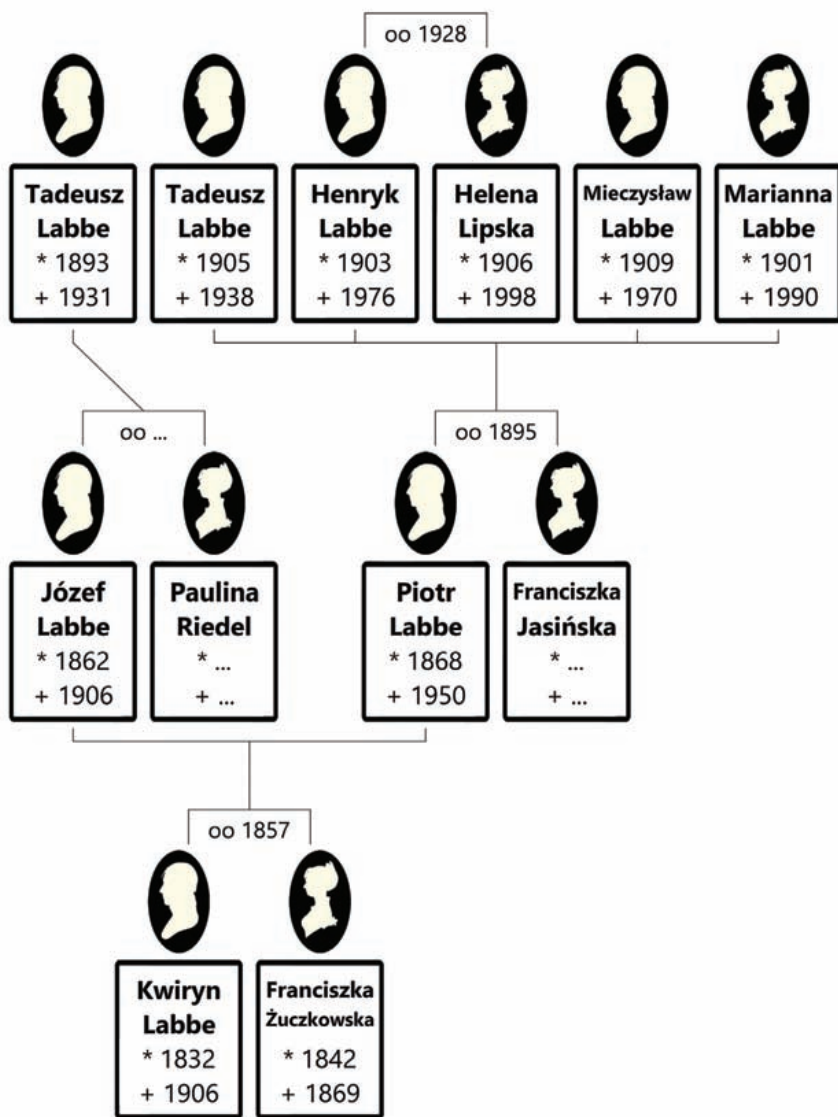 oo 1928
Tadeusz
Labbe
* 1893
+ 1931
Tadeusz
Labbe
* 1905
+ 1938
Henryk
Labbe
* 1903
+ 1976
Helena
Lipska
* 1906
+ 1998
Mieczysław
Labbe
* 1909
+ 1970
Marianna
Labbe
* 1901
+ 1990
oo ...
oo 1895
Józef
Labbe
* 1862
+ 1906
Paulina
Riedel
* ...
+ ...
Piotr
Labbe
* 1868
+ 1950
Franciszka
Jasińska
* ...
+ ...
oo 1857
Kwiryn
Labbe
* 1832
+ 1906
Franciszka
Żuczkowska
* 1842
+ 1869